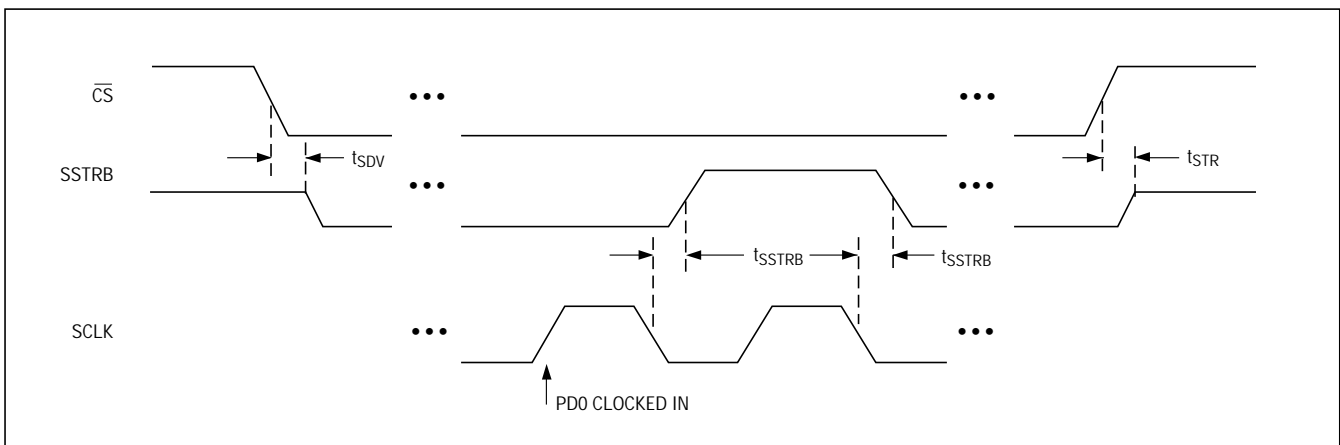 CS
tSDV
SSTRB
tSTR
tSSTRB
tSSTRB
SCLK
PD0 CLOCKED IN